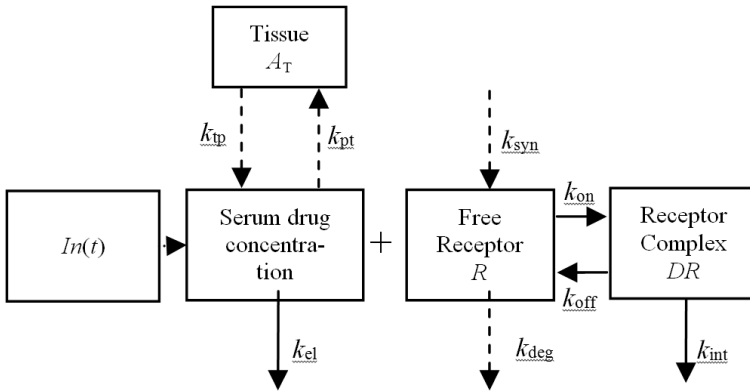 Tissue
A_T
k_tp
k_pt
k_syn
In(t)
Serum drug
concentra-
tion
+
Free
Receptor
R
k_on
k_off
Receptor
Complex
DR
k_el
k_deg
k_int